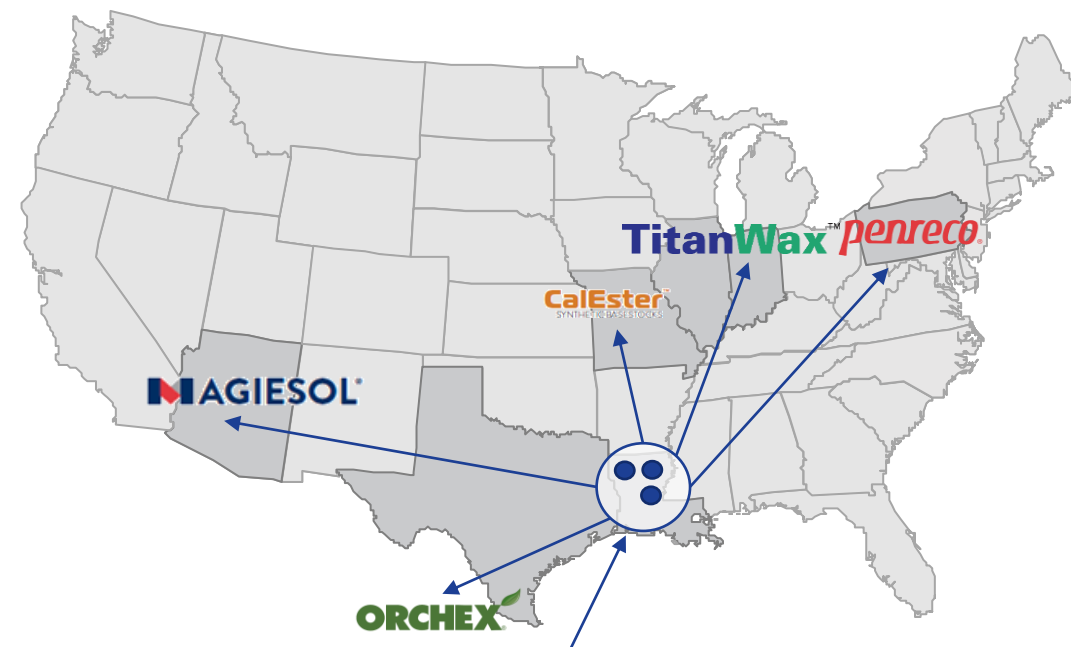 TitanWax™
penreco®
CalEster™
SYNTHETIC BASESTOCKS
MAGIESOL®
ORCHEX